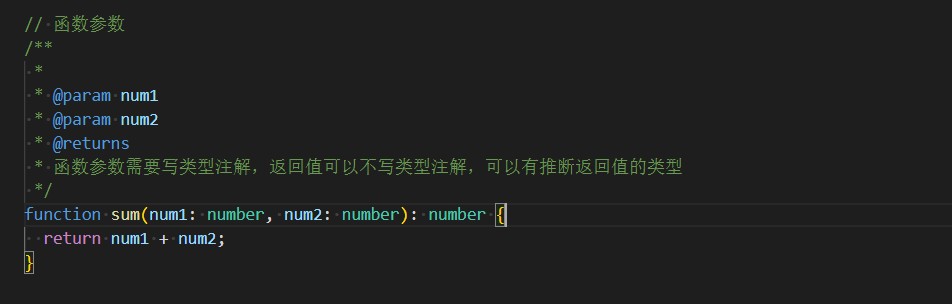 // 函数参数
/**
 *
 * @param num1
 * @param num2
 * @returns
 * 函数参数需要写类型注解，返回值可以不写类型注解，可以有推断返回值的类型
 */
function sum(num1: number, num2: number): number {
  return num1 + num2;
}